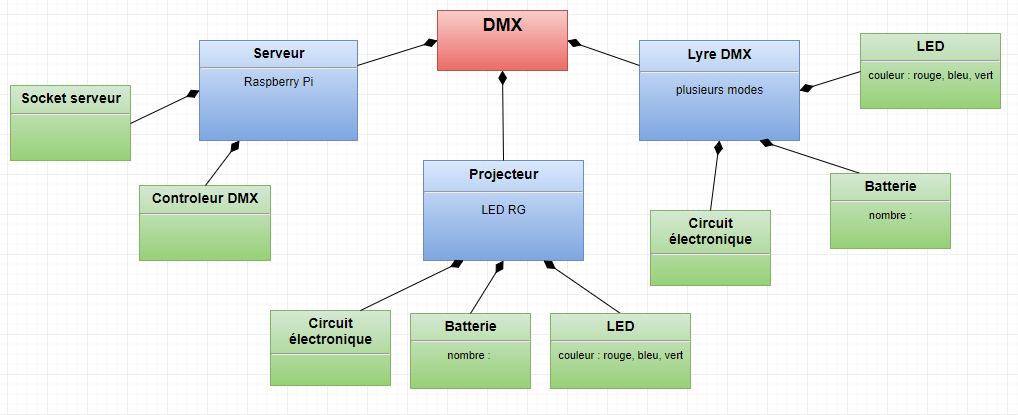 DMX
Serveur
Raspberry Pi
Lyre DMX
plusieurs modes
LED
couleur : rouge, bleu, vert
Socket serveur
Controleur DMX
Projecteur
LED RG
Circuit
électronique
Batterie
nombre :
Circuit
électronique
Batterie
nombre :
LED
couleur : rouge, bleu, vert